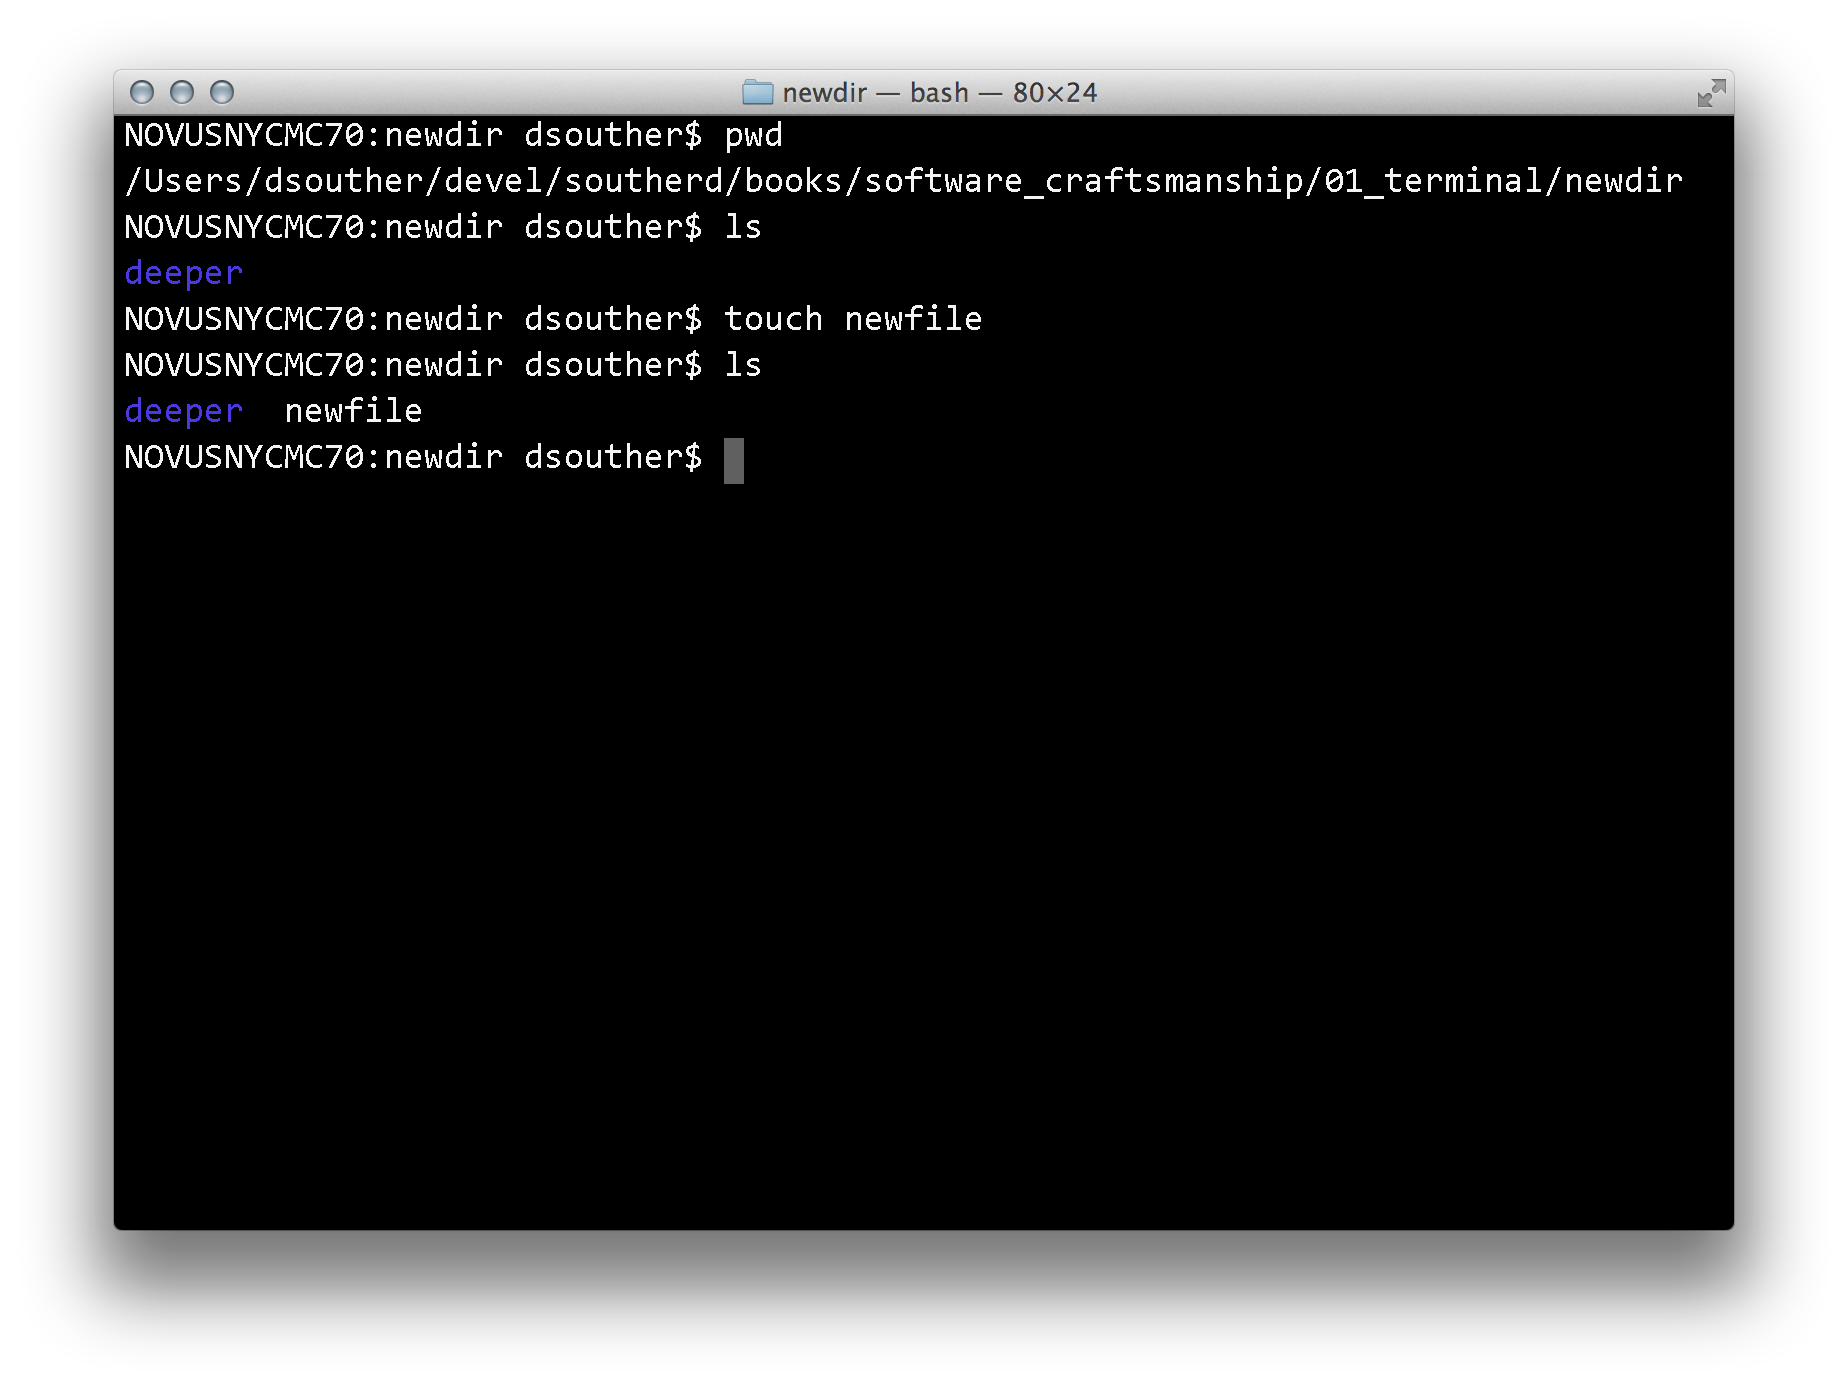 newdir — bash — 80×24
NOVUSNYCMC70:newdir dsouther$ pwd
/Users/dsouther/devel/southerd/books/software_craftsmanship/01_terminal/newdir
NOVUSNYCMC70:newdir dsouther$ ls
deeper
NOVUSNYCMC70:newdir dsouther$ touch newfile
NOVUSNYCMC70:newdir dsouther$ ls
deeper  newfile
NOVUSNYCMC70:newdir dsouther$